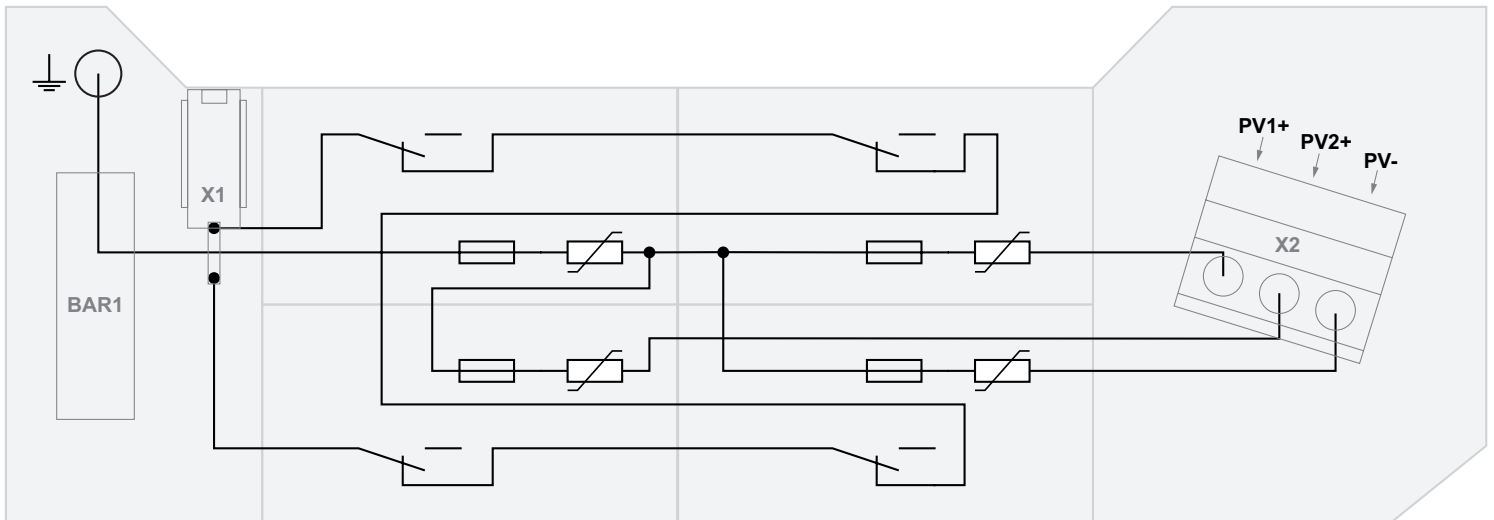 PV1+
PV2+
PV-
X1
X2
BAR1